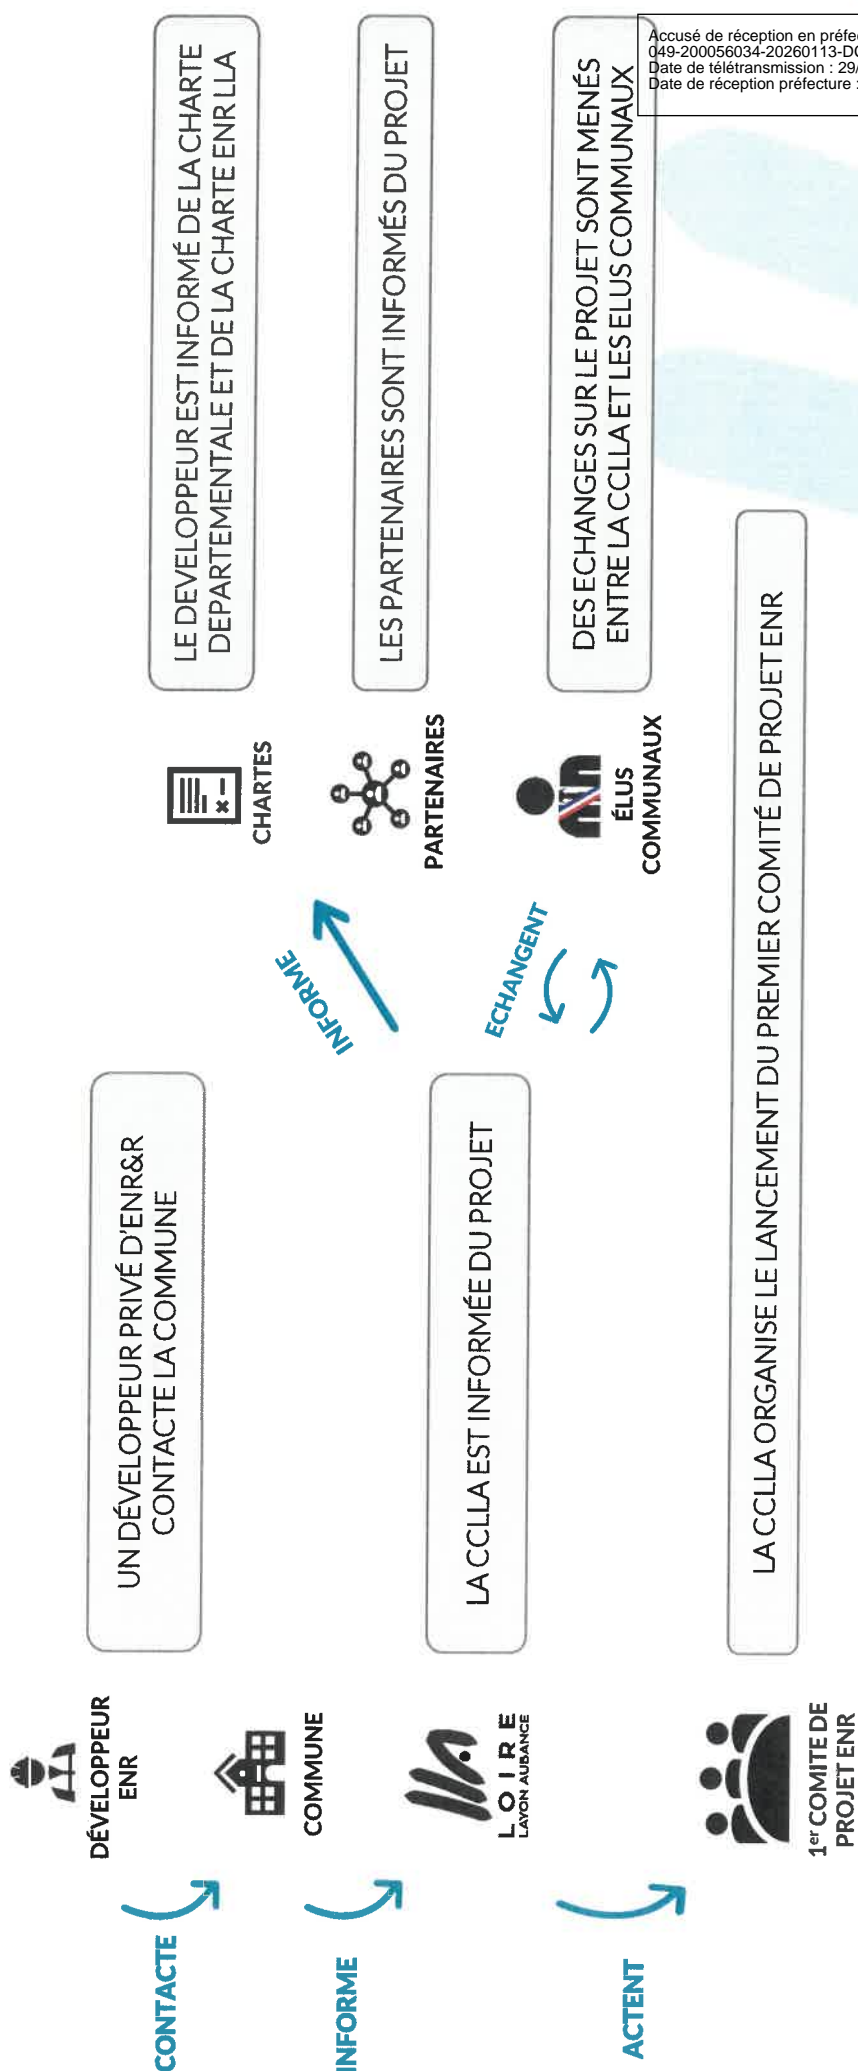 Accusé de réception en préfec
049-200056034-20260113-DC
Date de télétransmission : 29/
Date de réception préfecture :
CONTACTE
DÉVELOPPEUR
ENR
UN DÉVELOPPEUR PRIVÉ D'ENR&R
CONTACTE LA COMMUNE
INFORME
COMMUNE
LOIRE
LAYON AUBANCE
LA CCLLA EST INFORMÉE DU PROJET
INFORME
CHARTES
LE DEVELOPPEUR EST INFORMÉ DE LA CHARTE
DEPARTEMENTALE ET DE LA CHARTE ENR LLA
PARTENAIRES
LES PARTENAIRES SONT INFORMÉS DU PROJET
ECHANGENT
ÉLUS
COMMUNAUX
DES ECHANGES SUR LE PROJET SONT MENÉS
ENTRE LA CCLLA ET LES ELUS COMMUNAUX
ACTENT
1er COMITE DE
PROJET ENR
LA CCLLA ORGANISE LE LANCEMENT DU PREMIER COMITÉ DE PROJET ENR